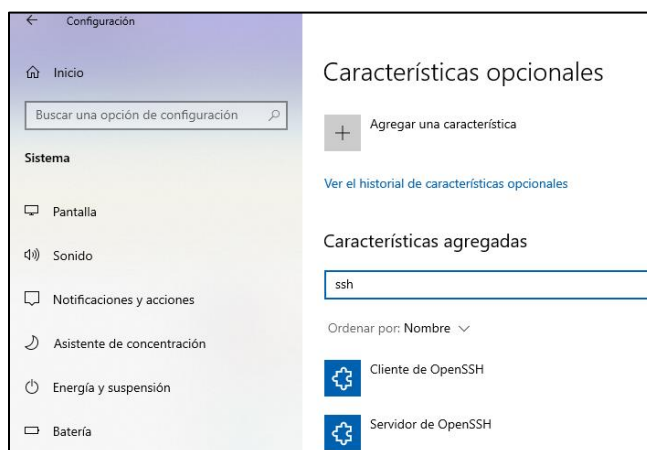 Configuración
Inicio
Buscar una opción de configuración
Sistema
Pantalla
Sonido
Notificaciones y acciones
Asistente de concentración
Energía y suspensión
Batería
Características opcionales
Agregar una característica
Ver el historial de características opcionales
Características agregadas
ssh
Ordenar por: Nombre
Cliente de OpenSSH
Servidor de OpenSSH